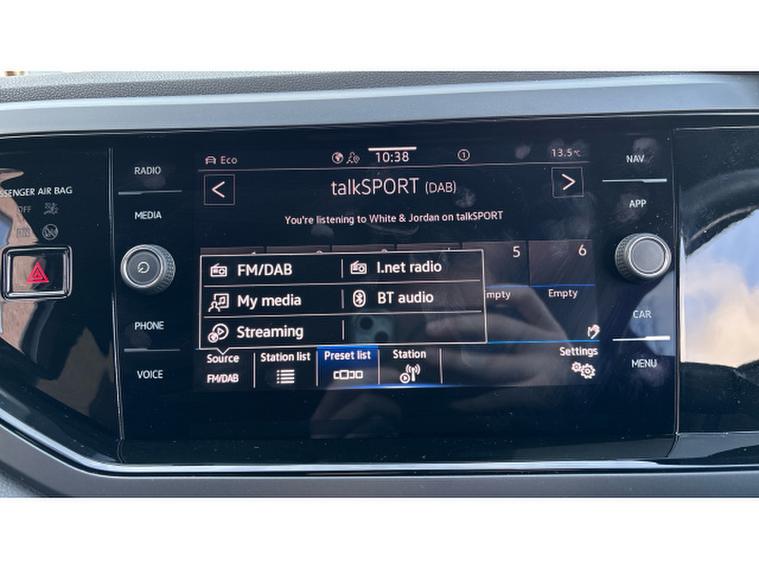 RADIO
MEDIA
PHONE
VOICE
SENGER AIR BAG
OFF
ON
Eco
10:38
1
13.5°C
<
talkSPORT (DAB)
>
You're listening to White & Jordan on talkSPORT
5
6
FM/DAB
I.net radio
My media
BT audio
mpty
Empty
Streaming
Source
Station list
Preset list
Station
Settings
FM/DAB
NAV
APP
CAR
MENU